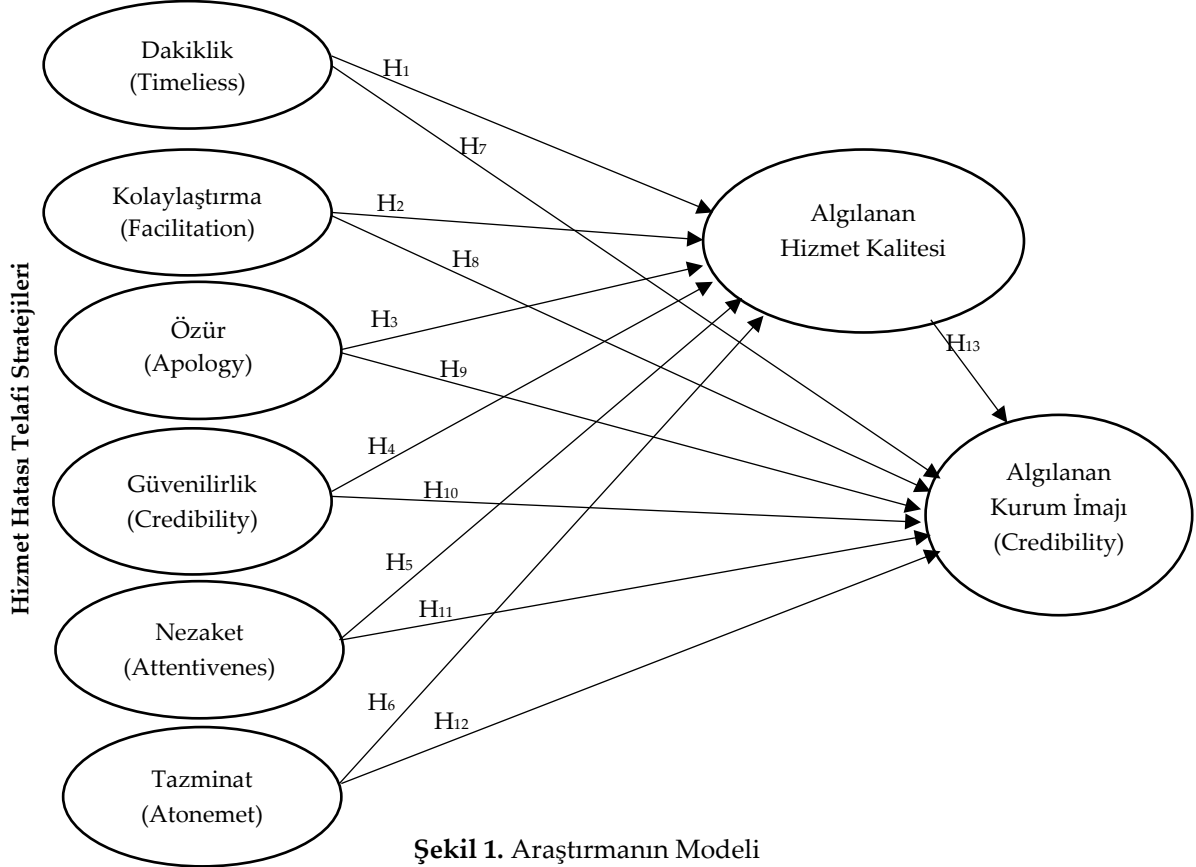 Hizmet Hatası Telafi Stratejileri
Dakiklik
(Timeliess)
Kolaylaştırma
(Facilitation)
Özür
(Apology)
Güvenilirlik
(Credibility)
Nezaket
(Attentivenes)
Tazminat
(Atonemet)
H1
H7
H2
H8
H3
H9
H4
H10
H5
H11
H6
H12
Algılanan
Hizmet Kalitesi
H13
Algılanan
Kurum İmajı
(Credibility)
Şekil 1. Araştırmanın Modeli